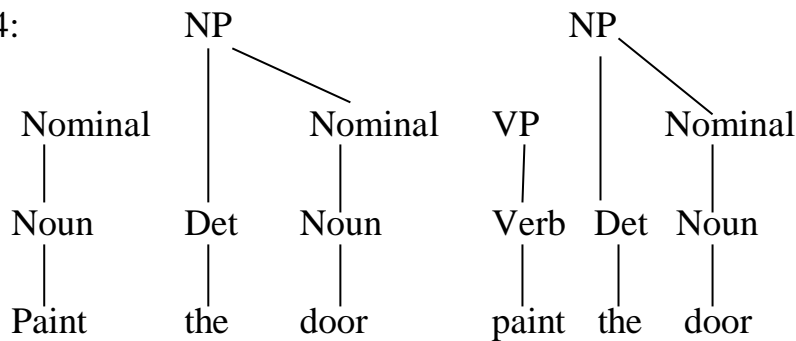 4: NP NP
Nominal Nominal VP Nominal
Noun Det Noun Verb Det Noun
Paint the door paint the door